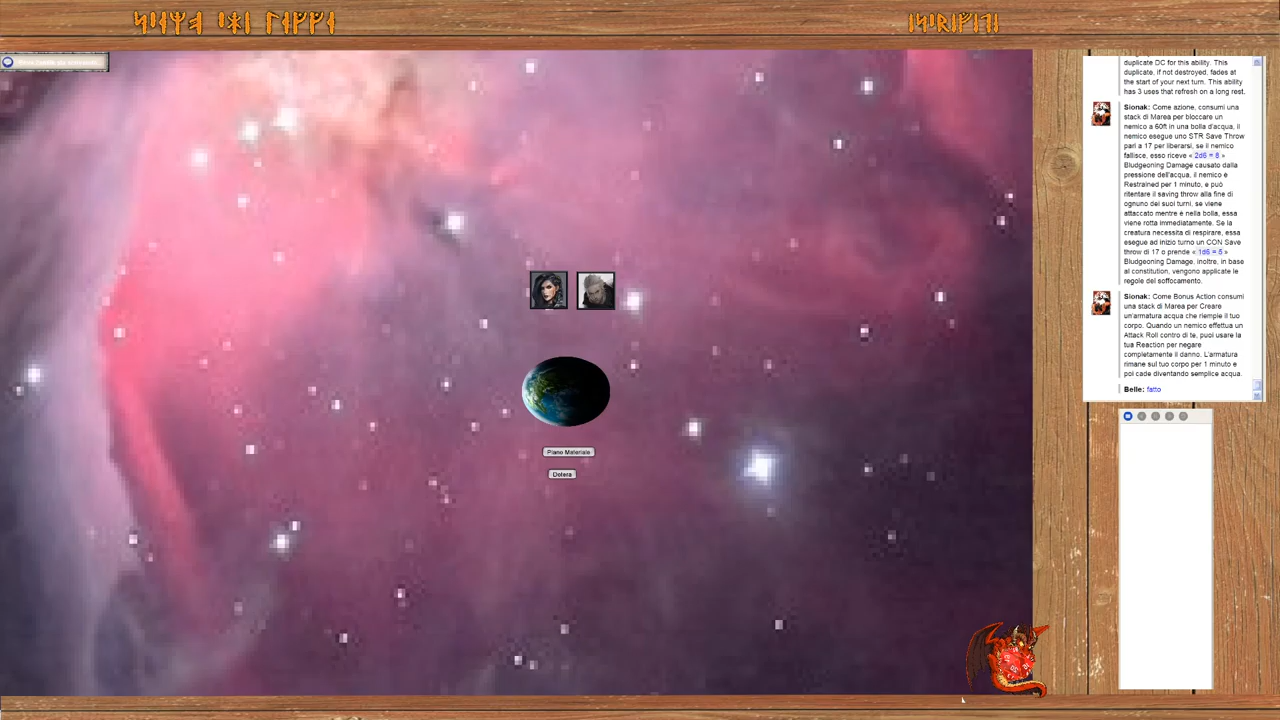 duplicate DC for this ability. This
duplicate, if not destroyed, fades at
the start of your next turn. This ability
has 3 uses that refresh on a long rest.
Sionak: Come azione, consumi una
stack di Marea per bloccare un
nemico a 60ft in una bolla d'acqua, il
nemico esegue uno STR Save Throw
pari a 17 per liberarsi, se il nemico
fallisce, esso riceve « 2d6 = 8 »
Bludgeoning Damage causato dalla
pressione dell'acqua, il nemico è
Restrained per 1 minuto, e può
ritentare il saving throw alla fine di
ognuno dei suoi turni, se viene
attaccato mentre è nella bolla, essa
viene rotta immediatamente. Se la
creatura necessita di respirare, essa
esegue ad inizio turno un CON Save
throw di 17 o prende « 1d6 = 5 »
Bludgeoning Damage, inoltre, in base
al constitution, vengono applicate le
regole del soffocamento.
Sionak: Come Bonus Action consumi
una stack di Marea per Creare
un'armatura acqua che riempie il tuo
corpo. Quando un nemico effettua un
Attack Roll contro di te, puoi usare la
tua Reaction per negare
completamente il danno. L'armatura
rimane sul tuo corpo per 1 minuto e
poi cade diventando semplice acqua.
Belle: fatto
Piano Materiale
Dotera